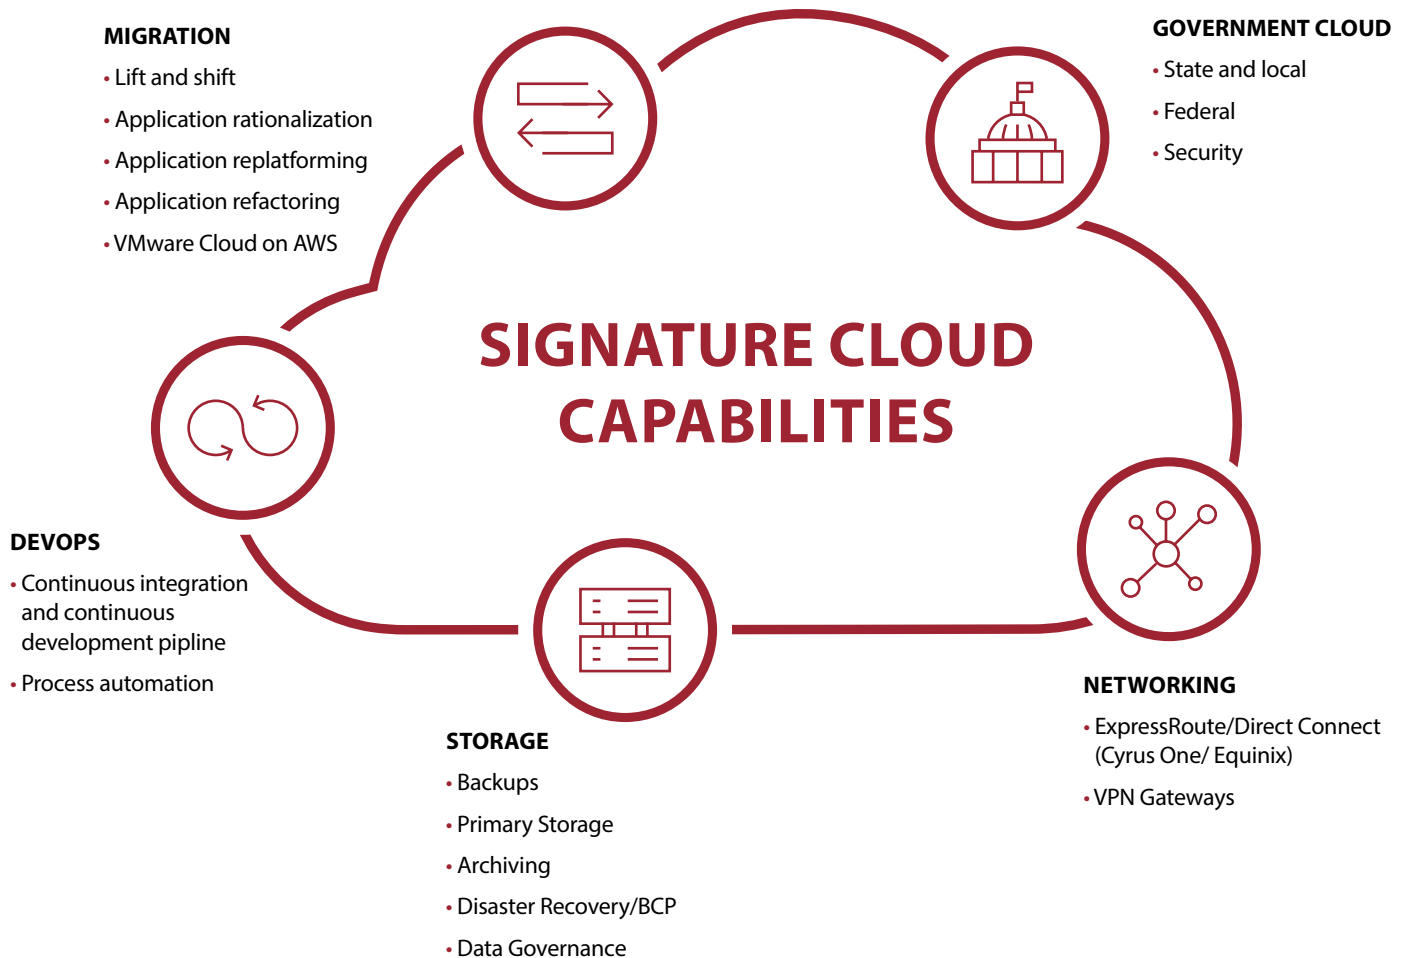 MIGRATION
• Lift and shift
• Application rationalization
• Application replatforming
• Application refactoring
• VMware Cloud on AWS
GOVERNMENT CLOUD
• State and local
• Federal
• Security
SIGNATURE CLOUD
CAPABILITIES
DEVOPS
• Continuous integration
and continuous
development pipline
• Process automation
STORAGE
• Backups
• Primary Storage
• Archiving
• Disaster Recovery/BCP
• Data Governance
NETWORKING
• ExpressRoute/Direct Connect
(Cyrus One/ Equinix)
• VPN Gateways